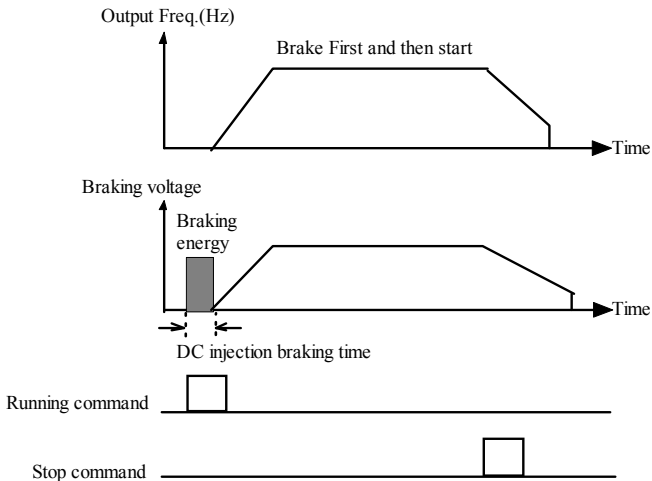 Output Freq.(Hz)
Brake First and then start
Time
Braking voltage
Braking
energy
Time
DC injection braking time
Running command
Stop command